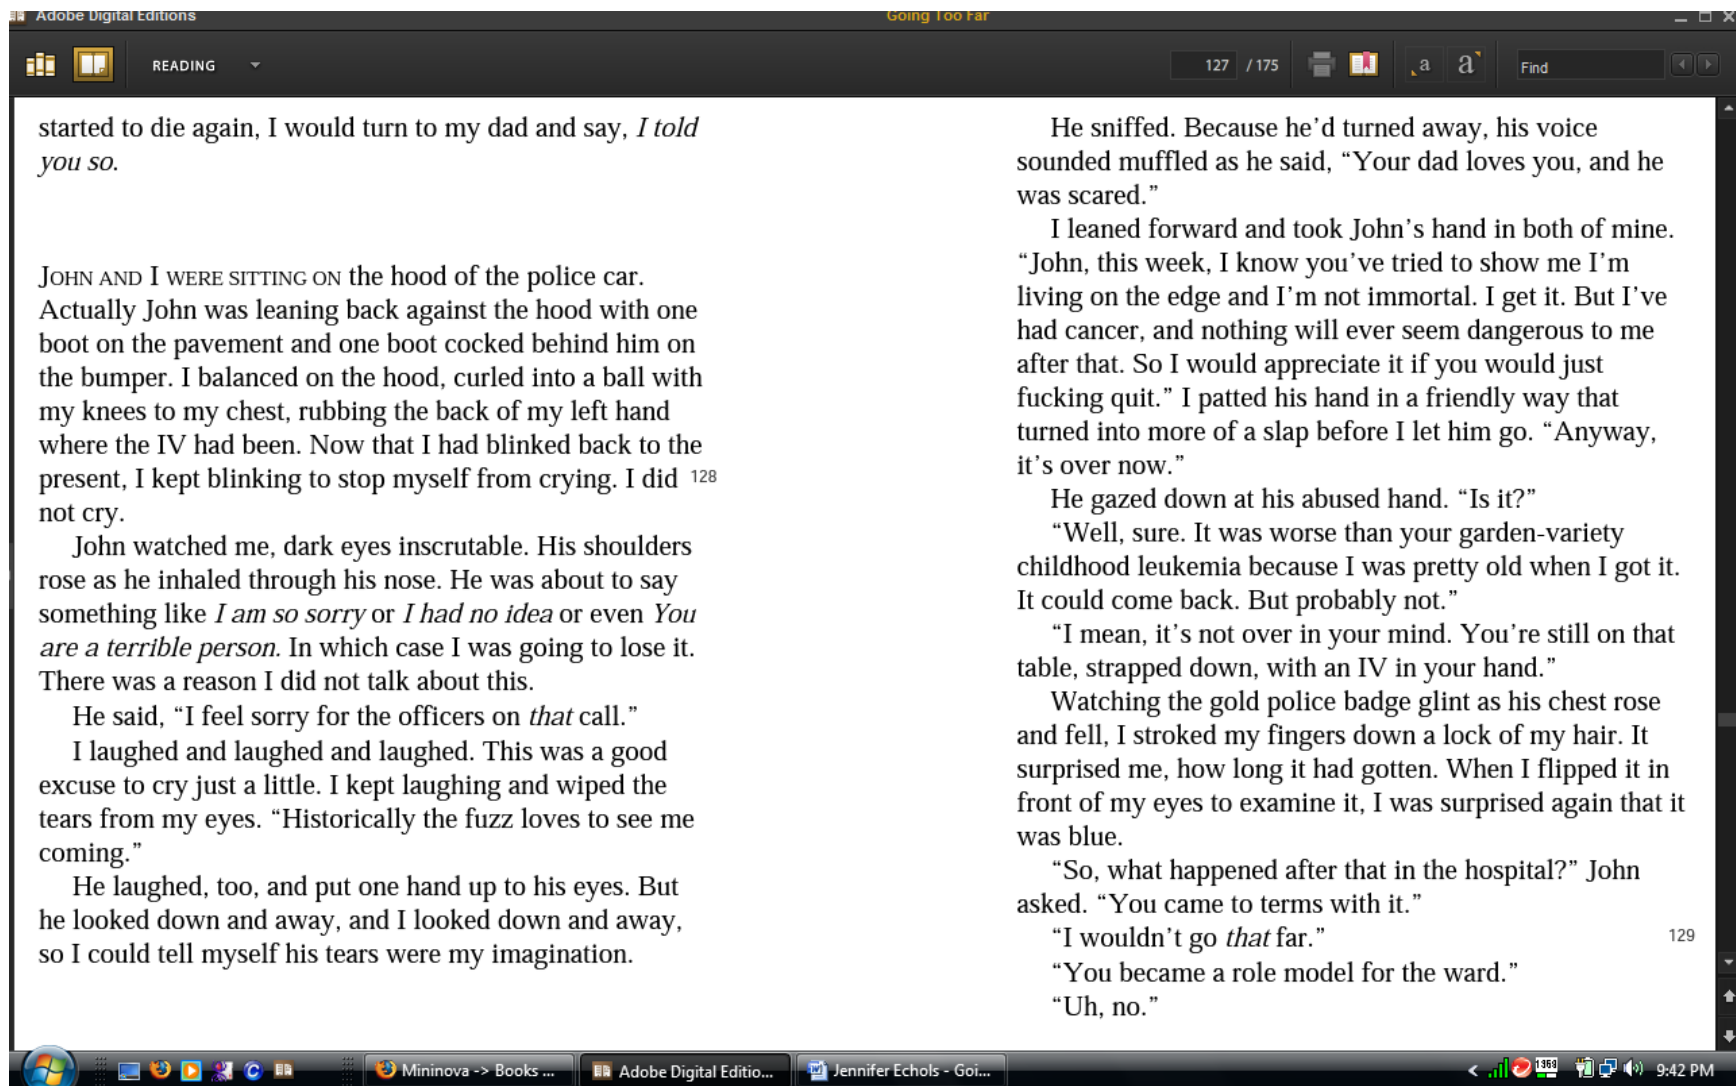 Adobe Digital Editions
Going Too Far
READING
127 / 175
a
a
Find
started to die again, I would turn to my dad and say, I told
you so.
JOHN AND I WERE SITTING ON the hood of the police car.
Actually John was leaning back against the hood with one
boot on the pavement and one boot cocked behind him on
the bumper. I balanced on the hood, curled into a ball with
my knees to my chest, rubbing the back of my left hand
where the IV had been. Now that I had blinked back to the
present, I kept blinking to stop myself from crying. I did 128
not cry.
John watched me, dark eyes inscrutable. His shoulders
rose as he inhaled through his nose. He was about to say
something like I am so sorry or I had no idea or even You
are a terrible person. In which case I was going to lose it.
There was a reason I did not talk about this.
He said, “I feel sorry for the officers on that call.”
I laughed and laughed and laughed. This was a good
excuse to cry just a little. I kept laughing and wiped the
tears from my eyes. “Historically the fuzz loves to see me
coming.”
He laughed, too, and put one hand up to his eyes. But
he looked down and away, and I looked down and away,
so I could tell myself his tears were my imagination.
He sniffed. Because he’d turned away, his voice
sounded muffled as he said, “Your dad loves you, and he
was scared.”
I leaned forward and took John’s hand in both of mine.
“John, this week, I know you’ve tried to show me I’m
living on the edge and I’m not immortal. I get it. But I’ve
had cancer, and nothing will ever seem dangerous to me
after that. So I would appreciate it if you would just
fucking quit.” I patted his hand in a friendly way that
turned into more of a slap before I let him go. “Anyway,
it’s over now.”
He gazed down at his abused hand. “Is it?”
“Well, sure. It was worse than your garden-variety
childhood leukemia because I was pretty old when I got it.
It could come back. But probably not.”
“I mean, it’s not over in your mind. You’re still on that
table, strapped down, with an IV in your hand.”
Watching the gold police badge glint as his chest rose
and fell, I stroked my fingers down a lock of my hair. It
surprised me, how long it had gotten. When I flipped it in
front of my eyes to examine it, I was surprised again that it
was blue.
“So, what happened after that in the hospital?” John
asked. “You came to terms with it.”
“I wouldn’t go that far.” 129
“You became a role model for the ward.”
“Uh, no.”
Mininova -> Books ...
Adobe Digital Editio...
Jennifer Echols - Goi...
9:42 PM